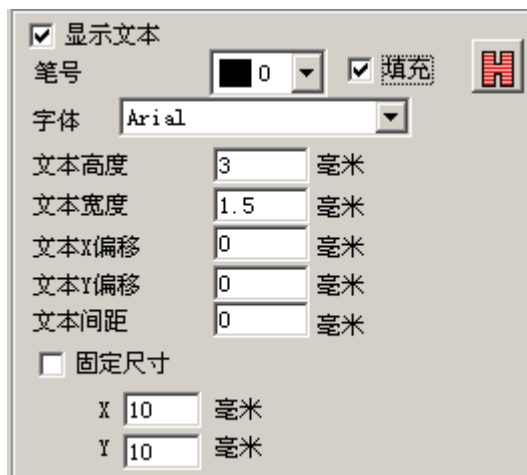 显示文本
笔号 0 填充
字体 Arial
文本高度 3 毫米
文本宽度 1.5 毫米
文本X偏移 0 毫米
文本Y偏移 0 毫米
文本间距 0 毫米
固定尺寸
X 10 毫米
Y 10 毫米